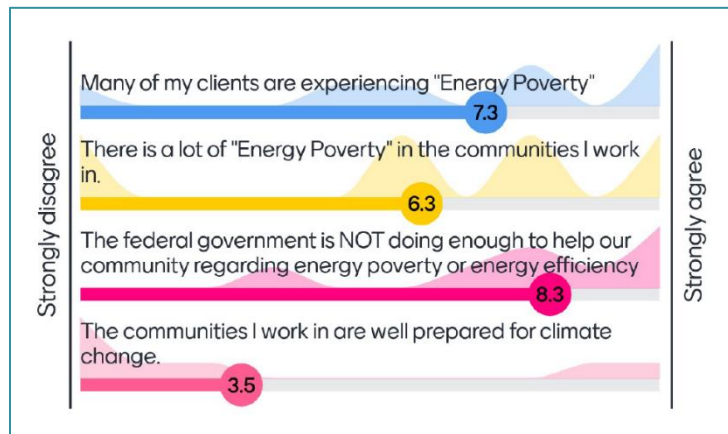 Strongly disagree
Many of my clients are experiencing "Energy Poverty"
7.3
There is a lot of "Energy Poverty" in the communities I work
in.
6.3
The federal government is NOT doing enough to help our
community regarding energy poverty or energy efficiency
8.3
The communities I work in are well prepared for climate
change.
3.5
Strongly agree